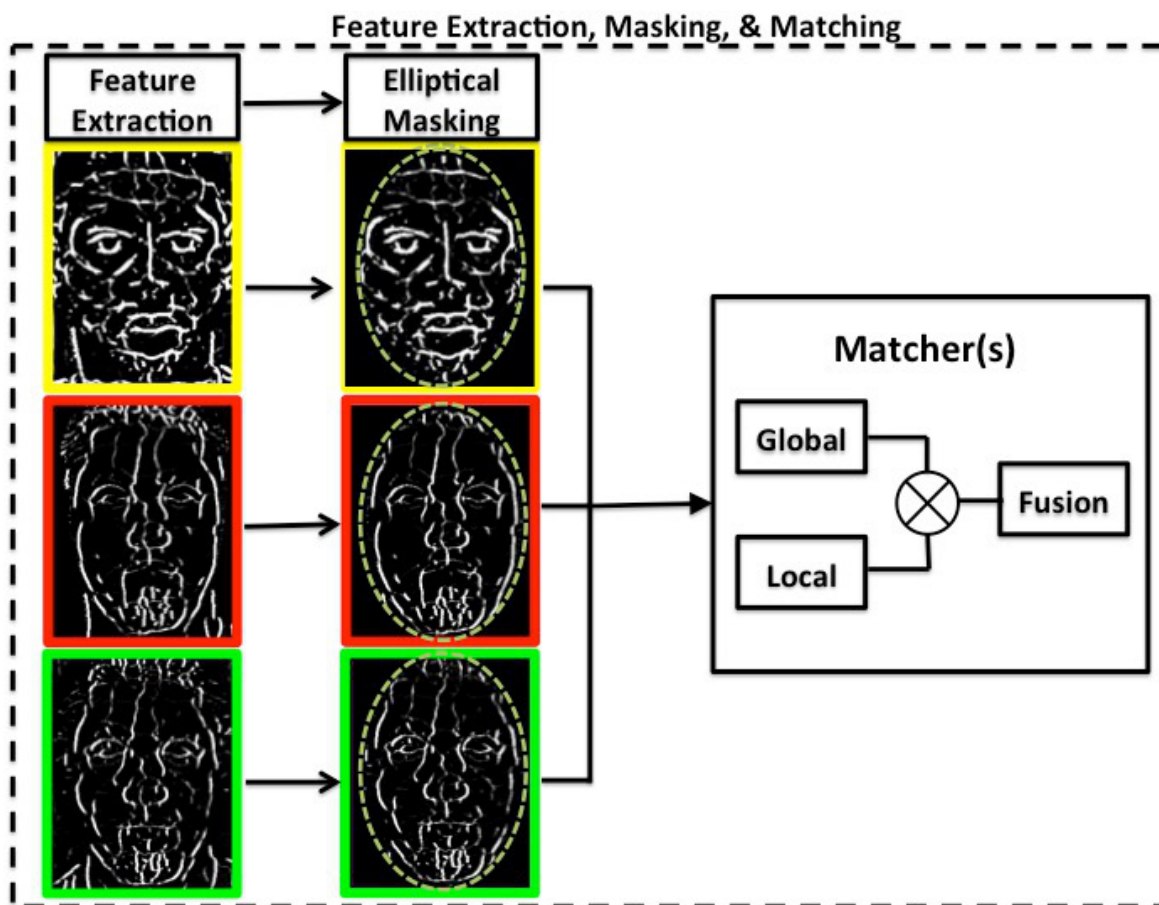 Feature Extraction, Masking, & Matching
Feature
Extraction
Elliptical
Masking
Matcher(s)
Global
Local
Fusion